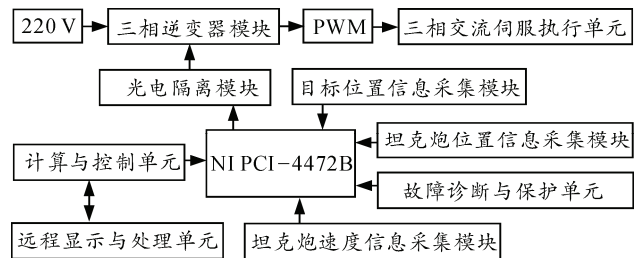 220 V
三相逆变器模块
PWM
三相交流伺服执行单元
光电隔离模块
目标位置信息采集模块
计算与控制单元
NI PCI-4472B
坦克炮位置信息采集模块
故障诊断与保护单元
远程显示与处理单元
坦克炮速度信息采集模块